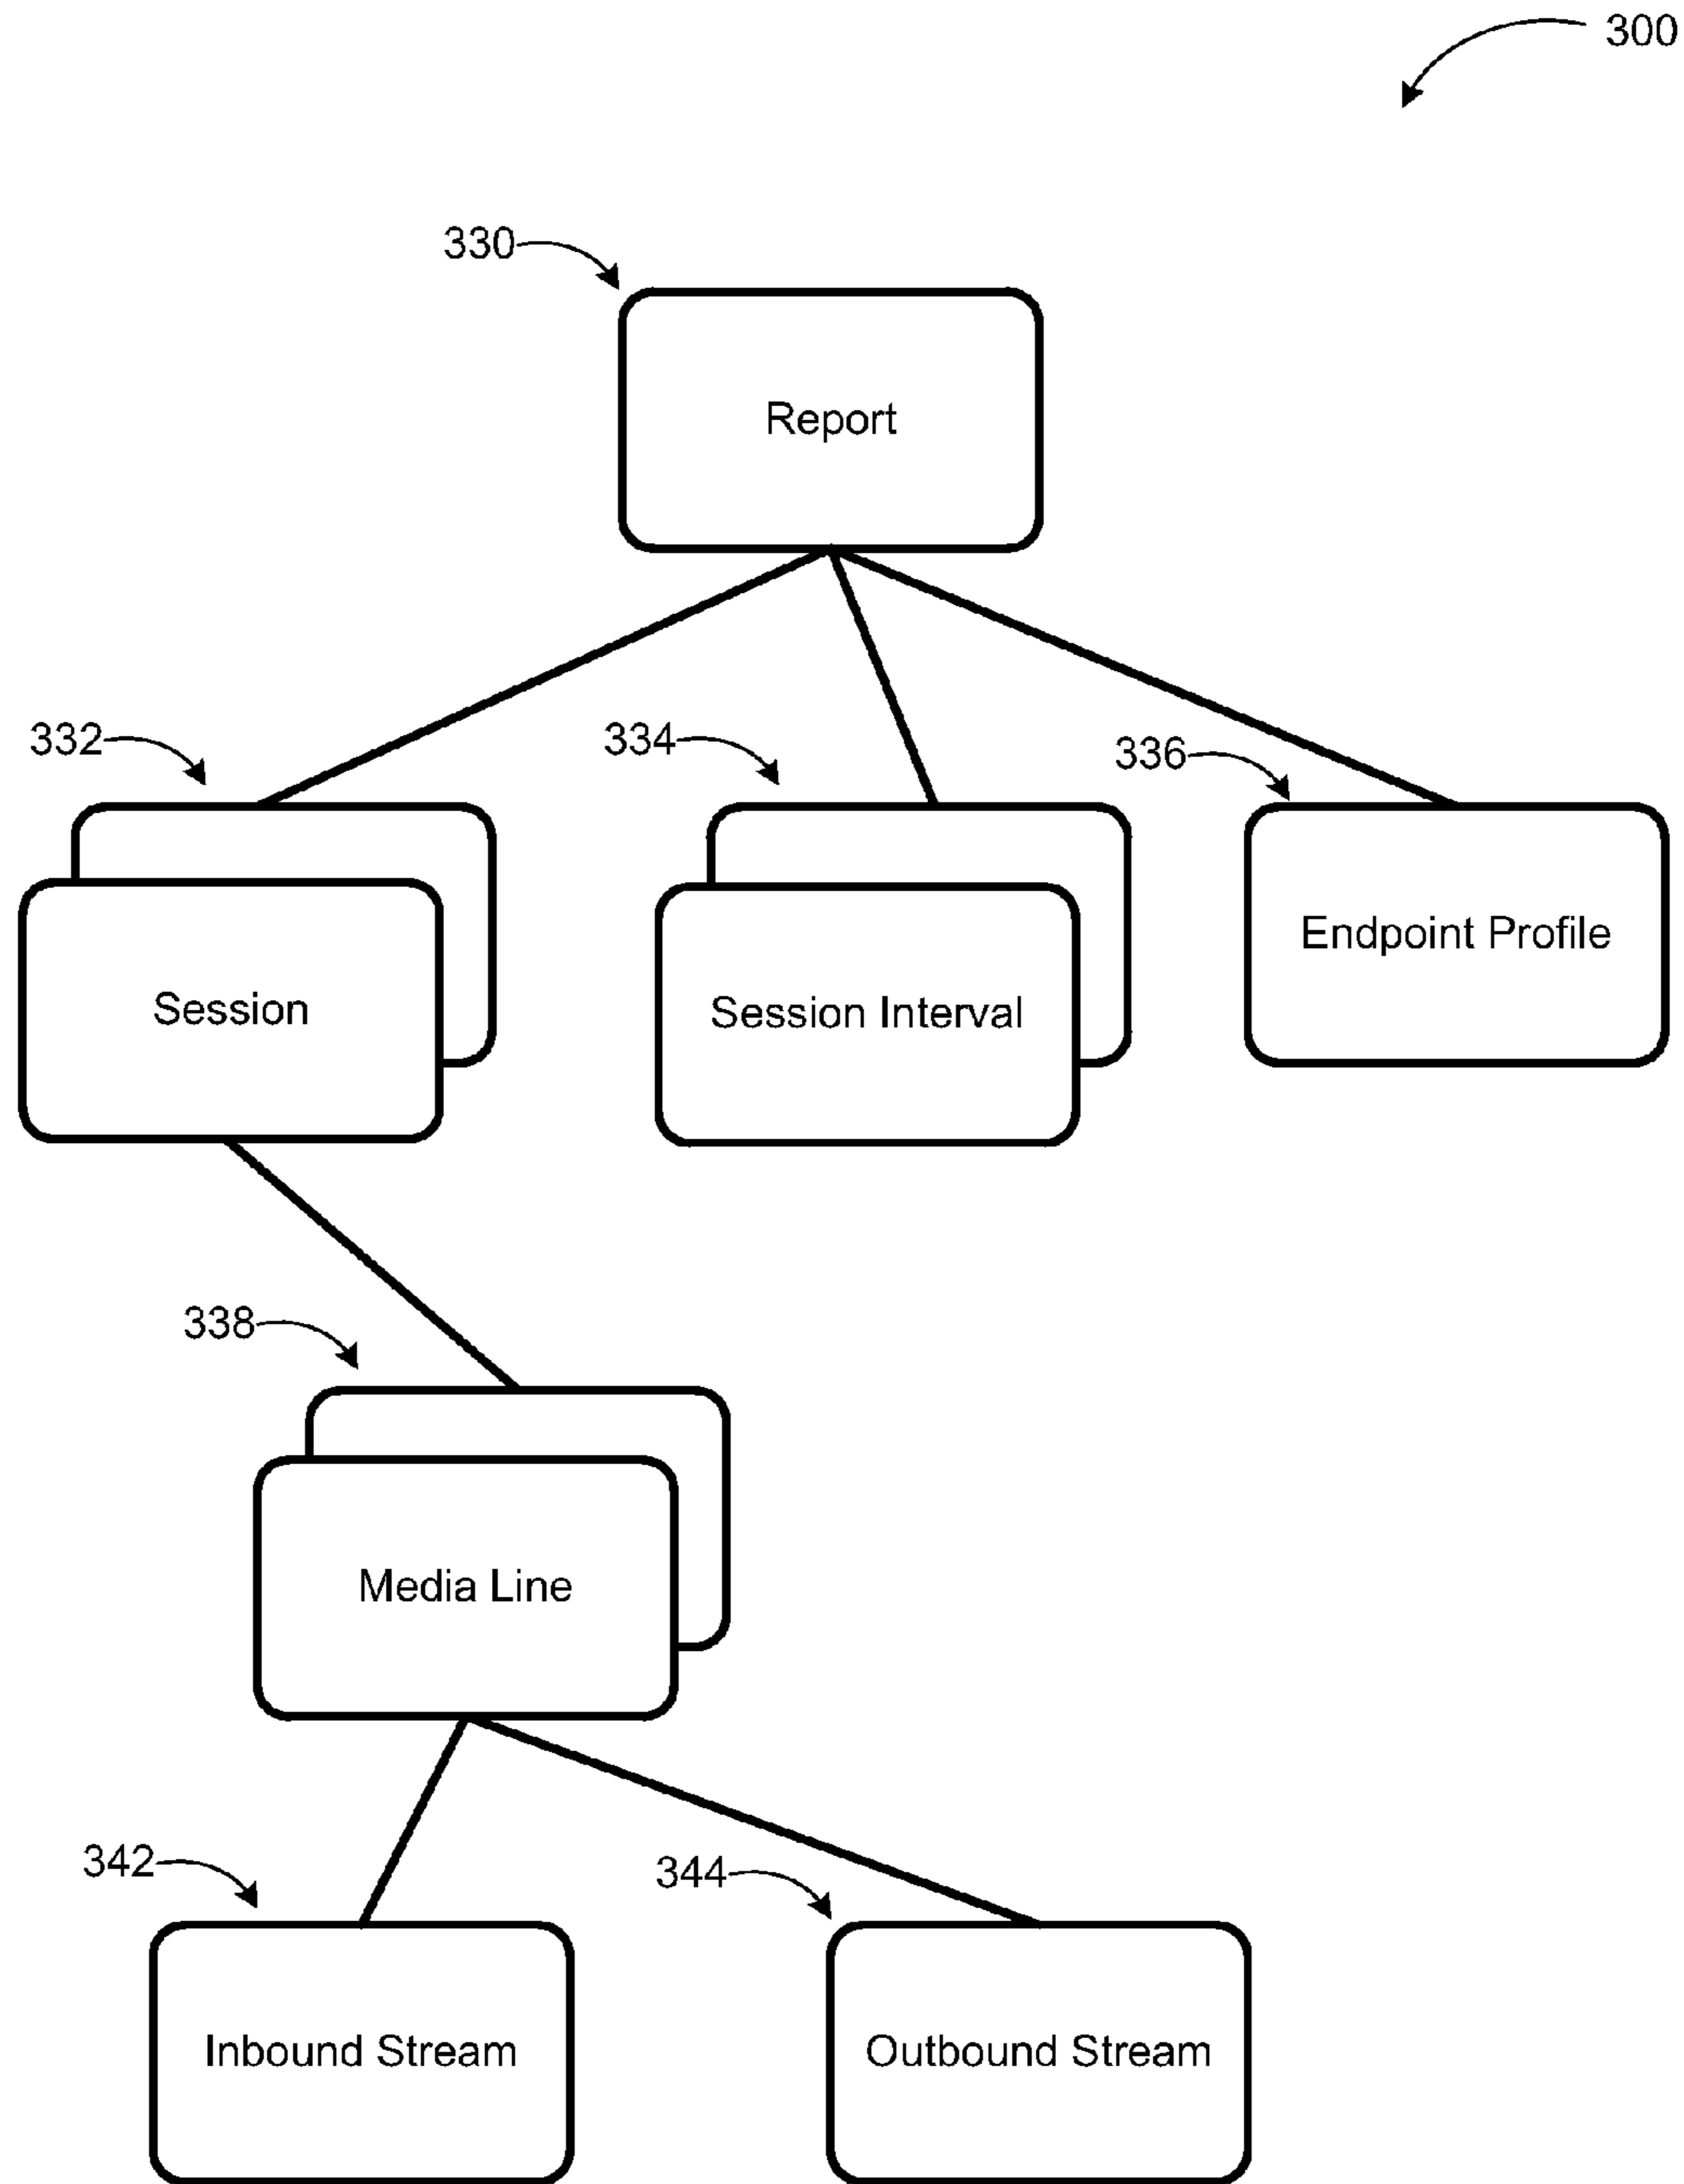 300
330
Report
332
334
336
Session
Session Interval
Endpoint Profile
338
Media Line
342
344
Inbound Stream
Outbound Stream